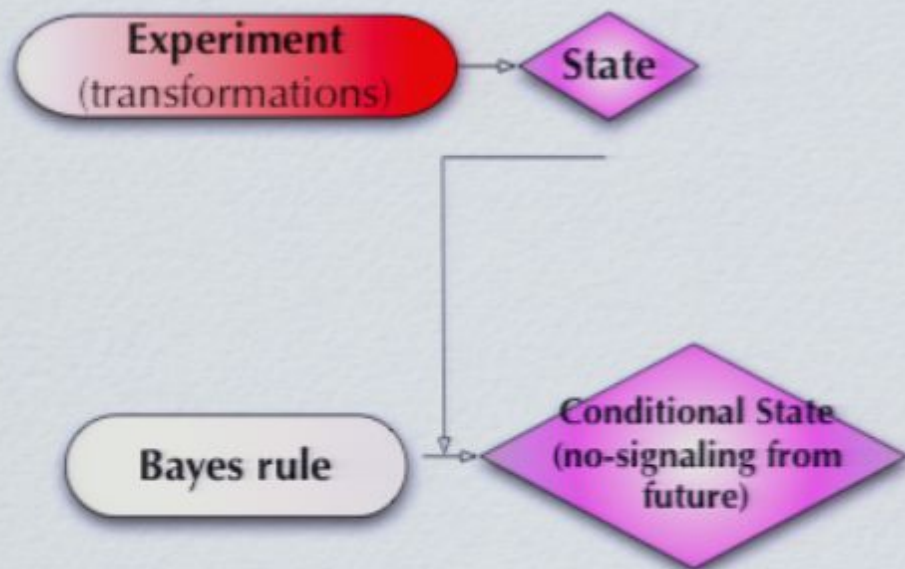 Experiment
(transformations)
State
Bayes rule
Conditional State
(no-signaling from
future)